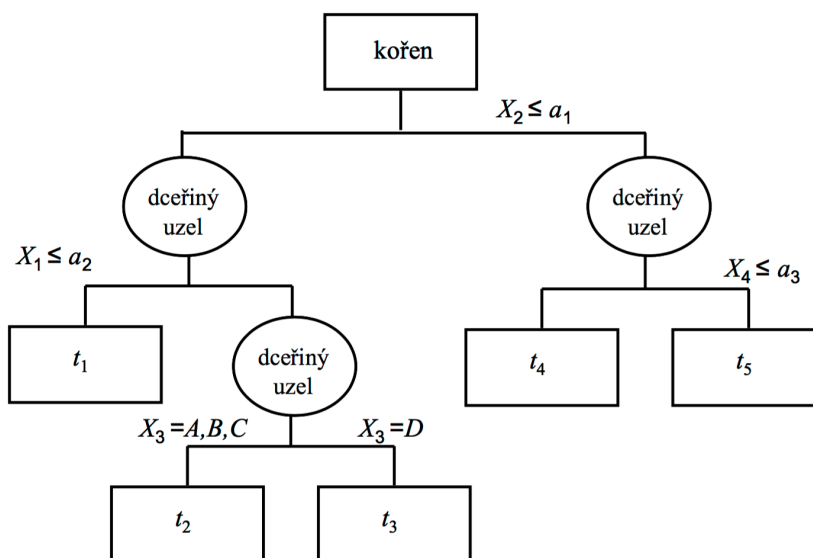 kořen
X₂ ≤ a₁
dceřiný
uzel
dceřiný
uzel
X₁ ≤ a₂
X₄ ≤ a₃
t₁
dceřiný
uzel
t₄
t₅
X₃ =A,B,C
X₃ =D
t₂
t₃